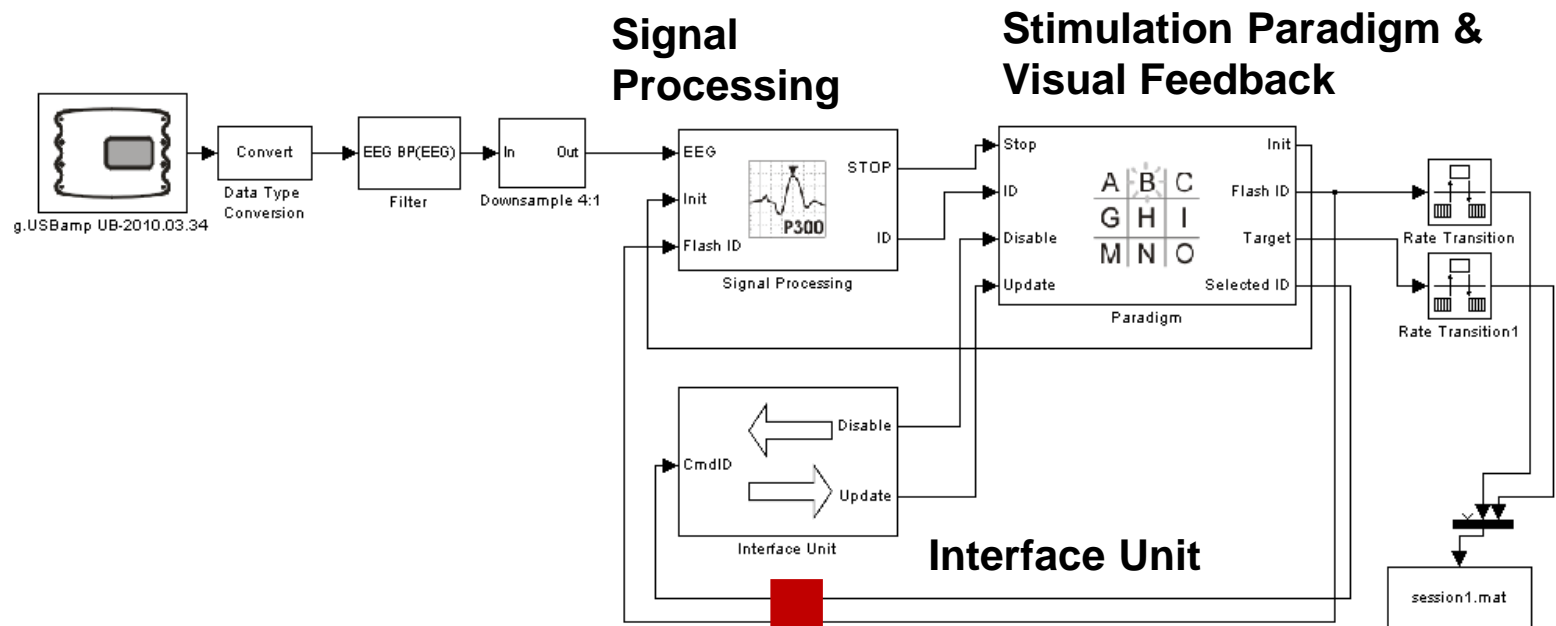 Signal
Processing
Stimulation Paradigm &
Visual Feedback
g.USBamp UB-2010.03.34
Convert
Data Type
Conversion
EEG BP(EEG)
Filter
In Out
Downsample 4:1
EEG
Init
Flash ID
STOP
ID
P300
Signal Processing
Stop
ID
Disable
Update
A B C
G H I
M N O
Init
Flash ID
Target
Selected ID
Paradigm
Rate Transition
Rate Transition1
CmdID
Disable
Update
Interface Unit
Interface Unit
session1.mat